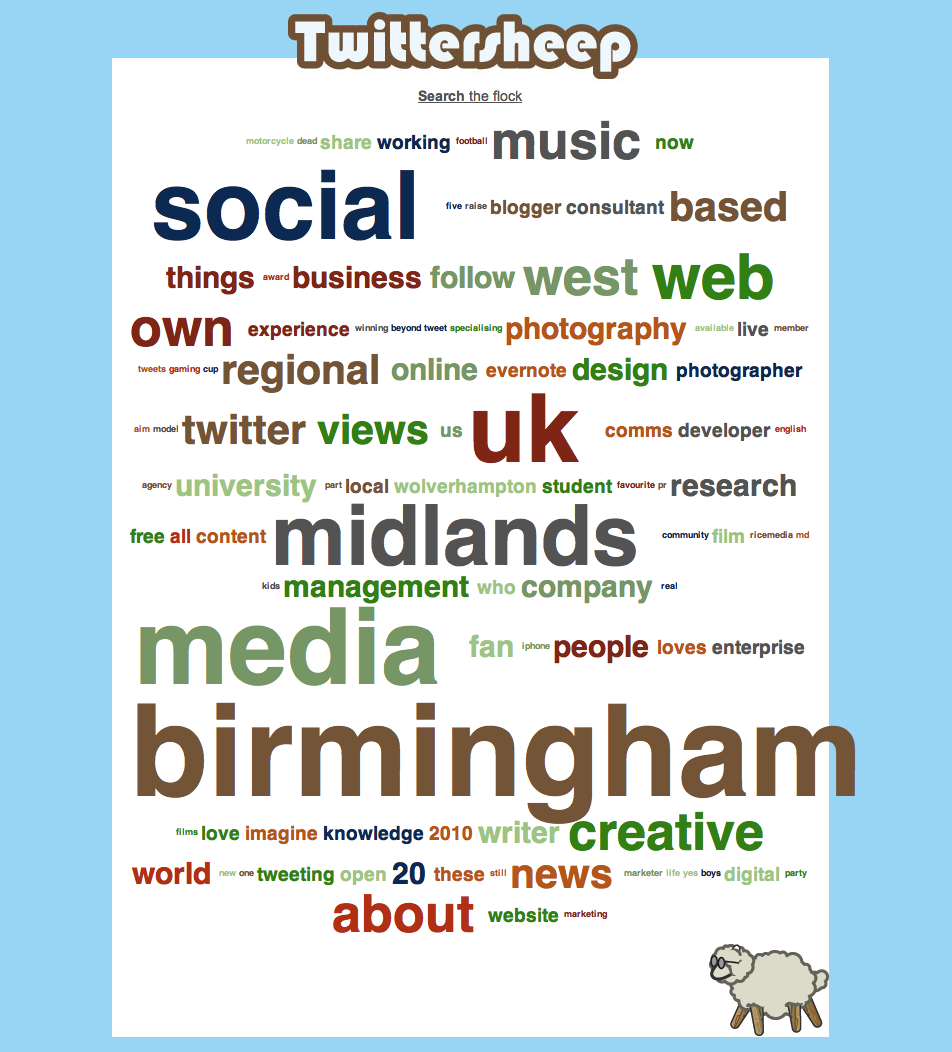 Twittersheep
Search the flock
motorcycle dead share working football music now
social five raise blogger consultant based
things award business follow west web
own experience winning beyond tweet specialising photography available live member
tweets gaming cup regional online evernote design photographer
aim model twitter views us uk comms developer english
agency university part local wolverhampton student favourite pr research
free all content midlands community film ricemedia md
kids management who company real
media fan iphone people loves enterprise
birmingham
films love imagine knowledge 2010 writer creative
world new one tweeting open 20 these still news marketer life yes boys digital party
about website marketing